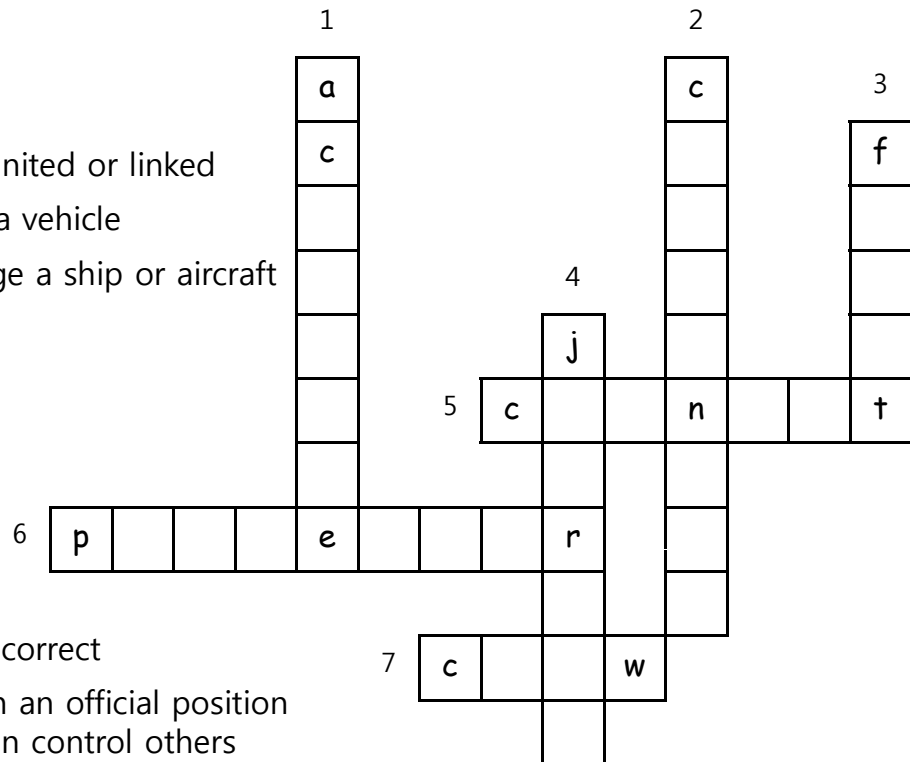 1 2
a c 3
c f
nited or linked
a vehicle
ge a ship or aircraft
4
j
5 c n t
6 p e r
correct
7 c w
n an official position
n control others